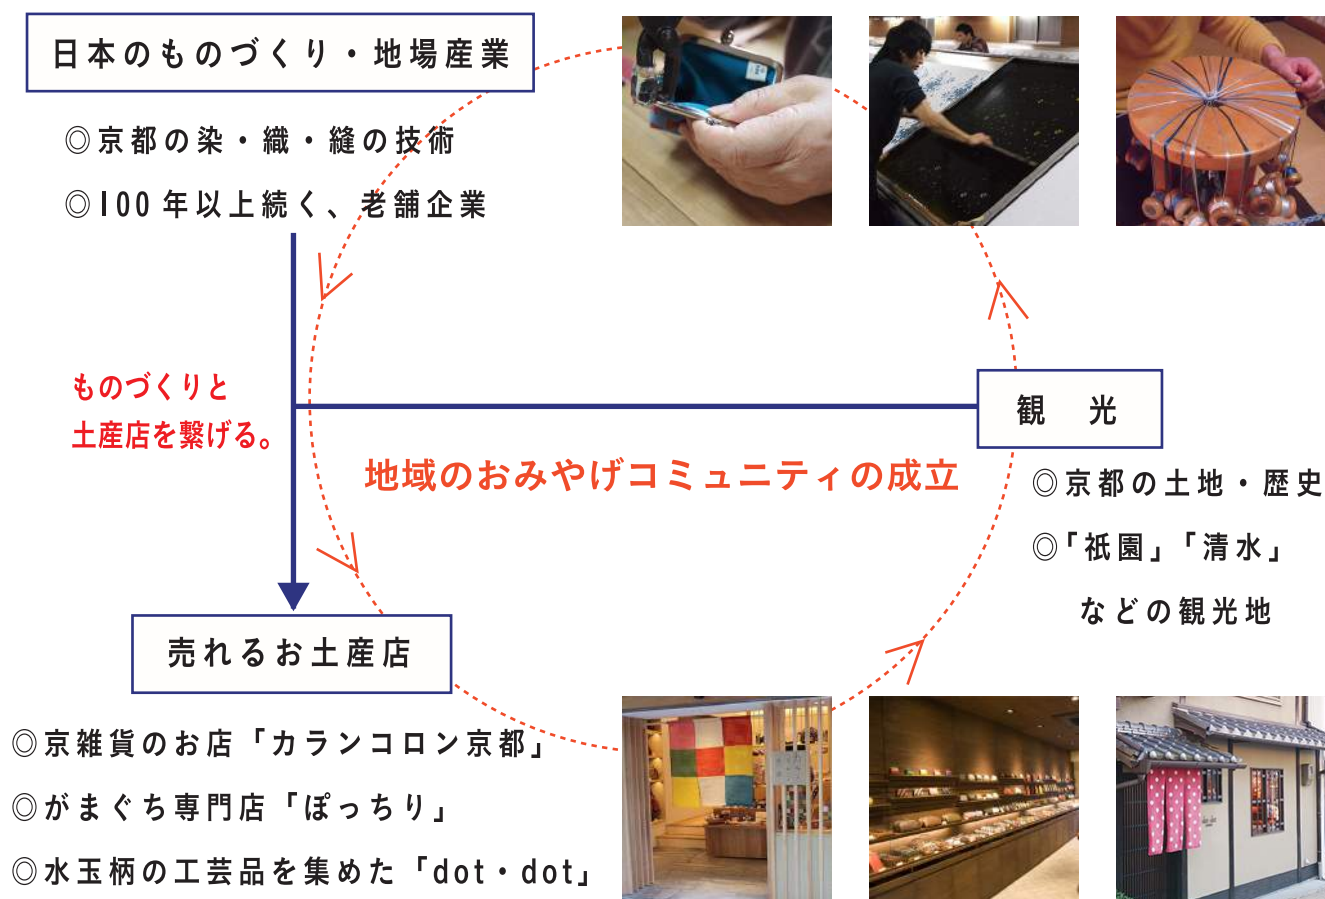 日本のものづくり・地場産業
◎京都の染・織・縫の技術
◎100年以上続く、老舗企業
ものづくりと
土産店を繋げる。
観 光
地域のおみやげコミュニティの成立
◎京都の土地・歴史
◎「祇園」「清水」
などの観光地
売れるお土産店
◎京雑貨のお店「カランコロン京都」
◎がまぐち専門店「ぽっちり」
◎水玉柄の工芸品を集めた「dot・dot」